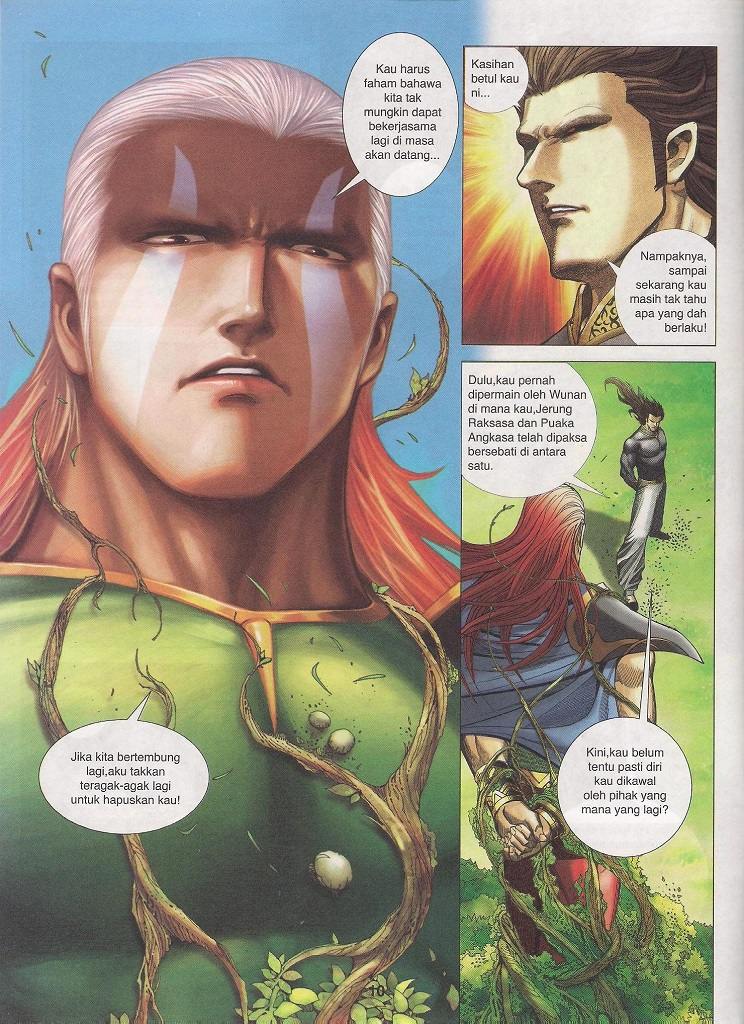 Kau harus
faham bahawa
kita tak
mungkin dapat
bekerjasama
lagi di masa
akan datang...
Jika kita bertembung
lagi,aku takkan
teragak-agak lagi
untuk hapuskan kau!
Kasihan
betul kau
ni...
Nampaknya,
sampai
sekarang kau
masih tak tahu
apa yang dah
berlaku!
Dulu,kau pernah
dipermain oleh Wunan
di mana kau,Jerung
Raksasa dan Puaka
Angkasa telah dipaksa
bersebati di antara
satu.
Kini,kau belum
tentu pasti diri
kau dikawal
oleh pihak yang
mana yang lagi?
10